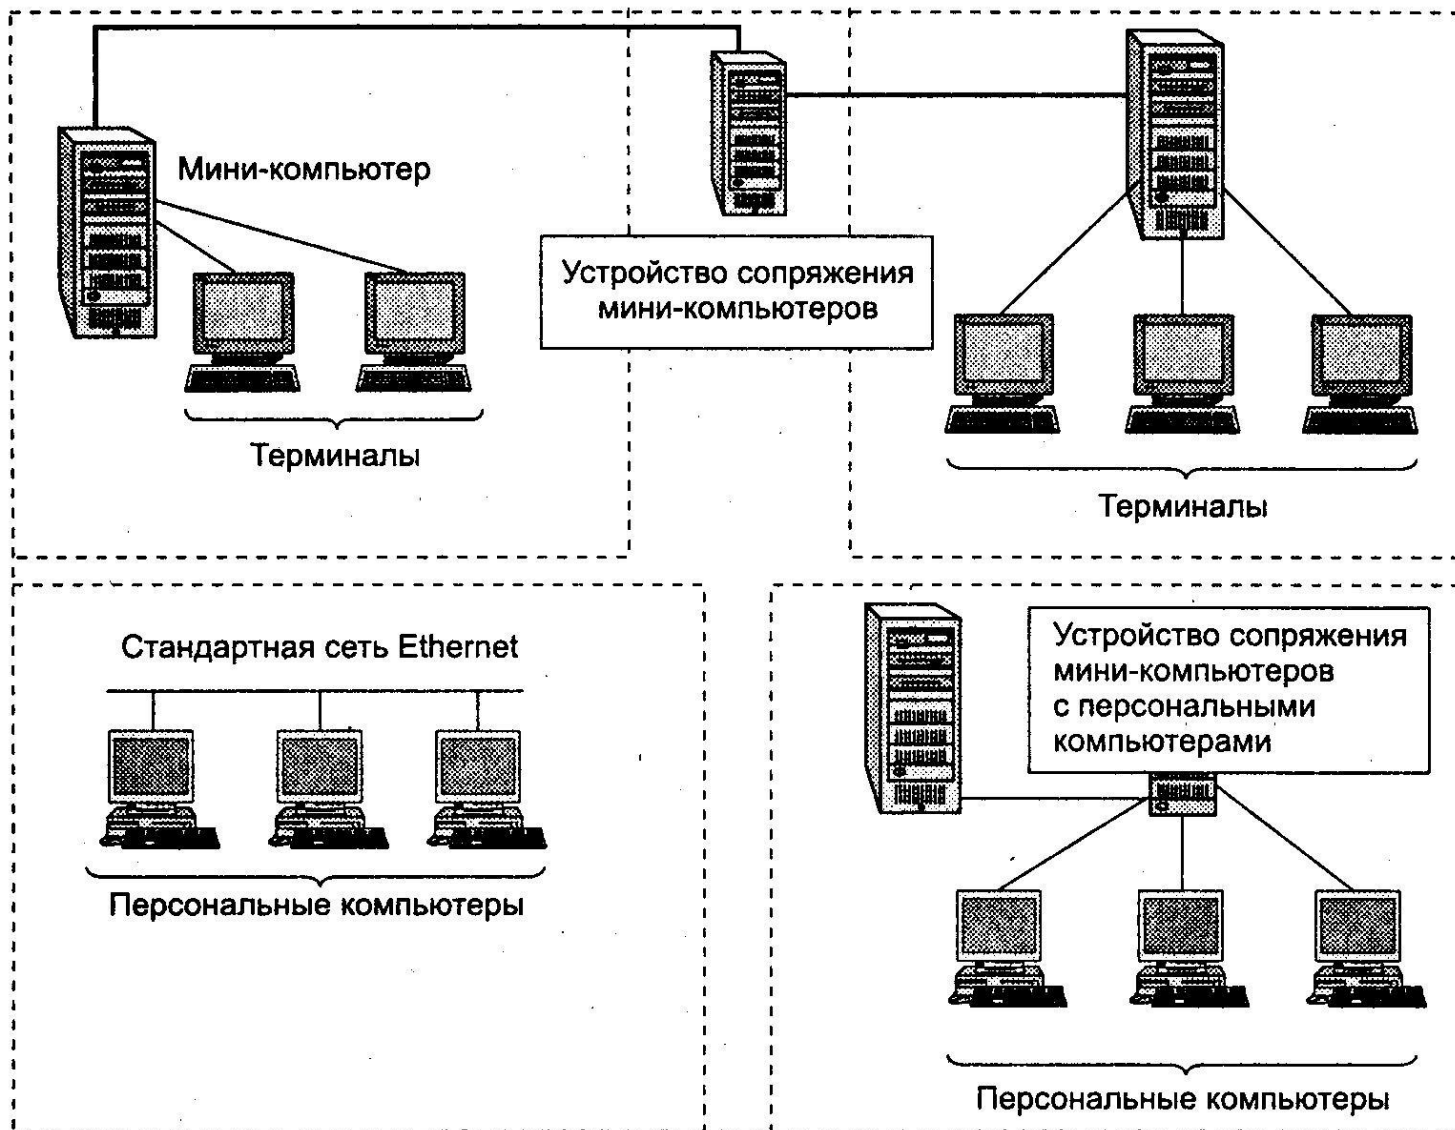 Мини-компьютер
Устройство сопряжения
мини-компьютеров
Терминалы
Терминалы
Стандартная сеть Ethernet
Персональные компьютеры
Устройство сопряжения
мини-компьютеров
с персональными
компьютерами
Персональные компьютеры